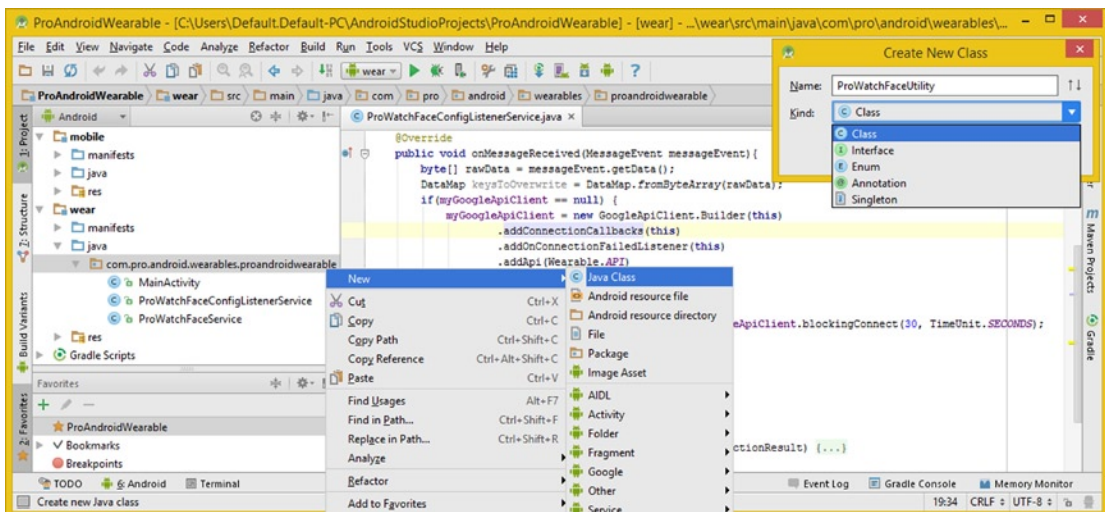 ProAndroidWearable - [C:\Users\Default.Default-PC\AndroidStudioProjects\ProAndroidWearable] - [wear] - ...\wear\src\main\java\com\pro\android\wearables\...
File Edit View Navigate Code Analyze Refactor Build Run Tools VCS Window Help
wear
ProAndroidWearable wear src main java com pro android wearables proandroidwearable
Create New Class
Name: ProWatchFaceUtility
Kind: Class
Class
Interface
Enum
Annotation
Singleton
1: Project
7: Structure
Build Variants
2: Favorites
Android
mobile
manifests
java
res
wear
manifests
java
com.pro.android.wearables.proandroidwearable
MainActivity
ProWatchFaceConfigListenerService
ProWatchFaceService
res
Gradle Scripts
Favorites
ProAndroidWearable
Bookmarks
Breakpoints
ProWatchFaceConfigListenerService.java
@Override
public void onMessageReceived(MessageEvent messageEvent){
byte[] rawData = messageEvent.getData();
DataMap keysToOverwrite = DataMap.fromByteArray(rawData);
if(myGoogleApiClient == null) {
myGoogleApiClient = new GoogleApiClient.Builder(this)
.addConnectionCallbacks(this)
.addOnConnectionFailedListener(this)
.addApi(Wearable.API)
eApiClient.blockingConnect(30, TimeUnit.SECONDS);
ctionResult) {...}
New
Cut Ctrl+X
Copy Ctrl+C
Copy Path Ctrl+Shift+C
Copy Reference Ctrl+Alt+Shift+C
Paste Ctrl+V
Find Usages Alt+F7
Find in Path... Ctrl+Shift+F
Replace in Path... Ctrl+Shift+R
Analyze
Refactor
Add to Favorites
Java Class
Android resource file
Android resource directory
File
Package
Image Asset
AIDL
Activity
Folder
Fragment
Google
Other
Service
Maven Projects
Gradle
TODO 6: Android Terminal Event Log Gradle Console Memory Monitor
Create new Java class 19:34 CRLF UTF-8